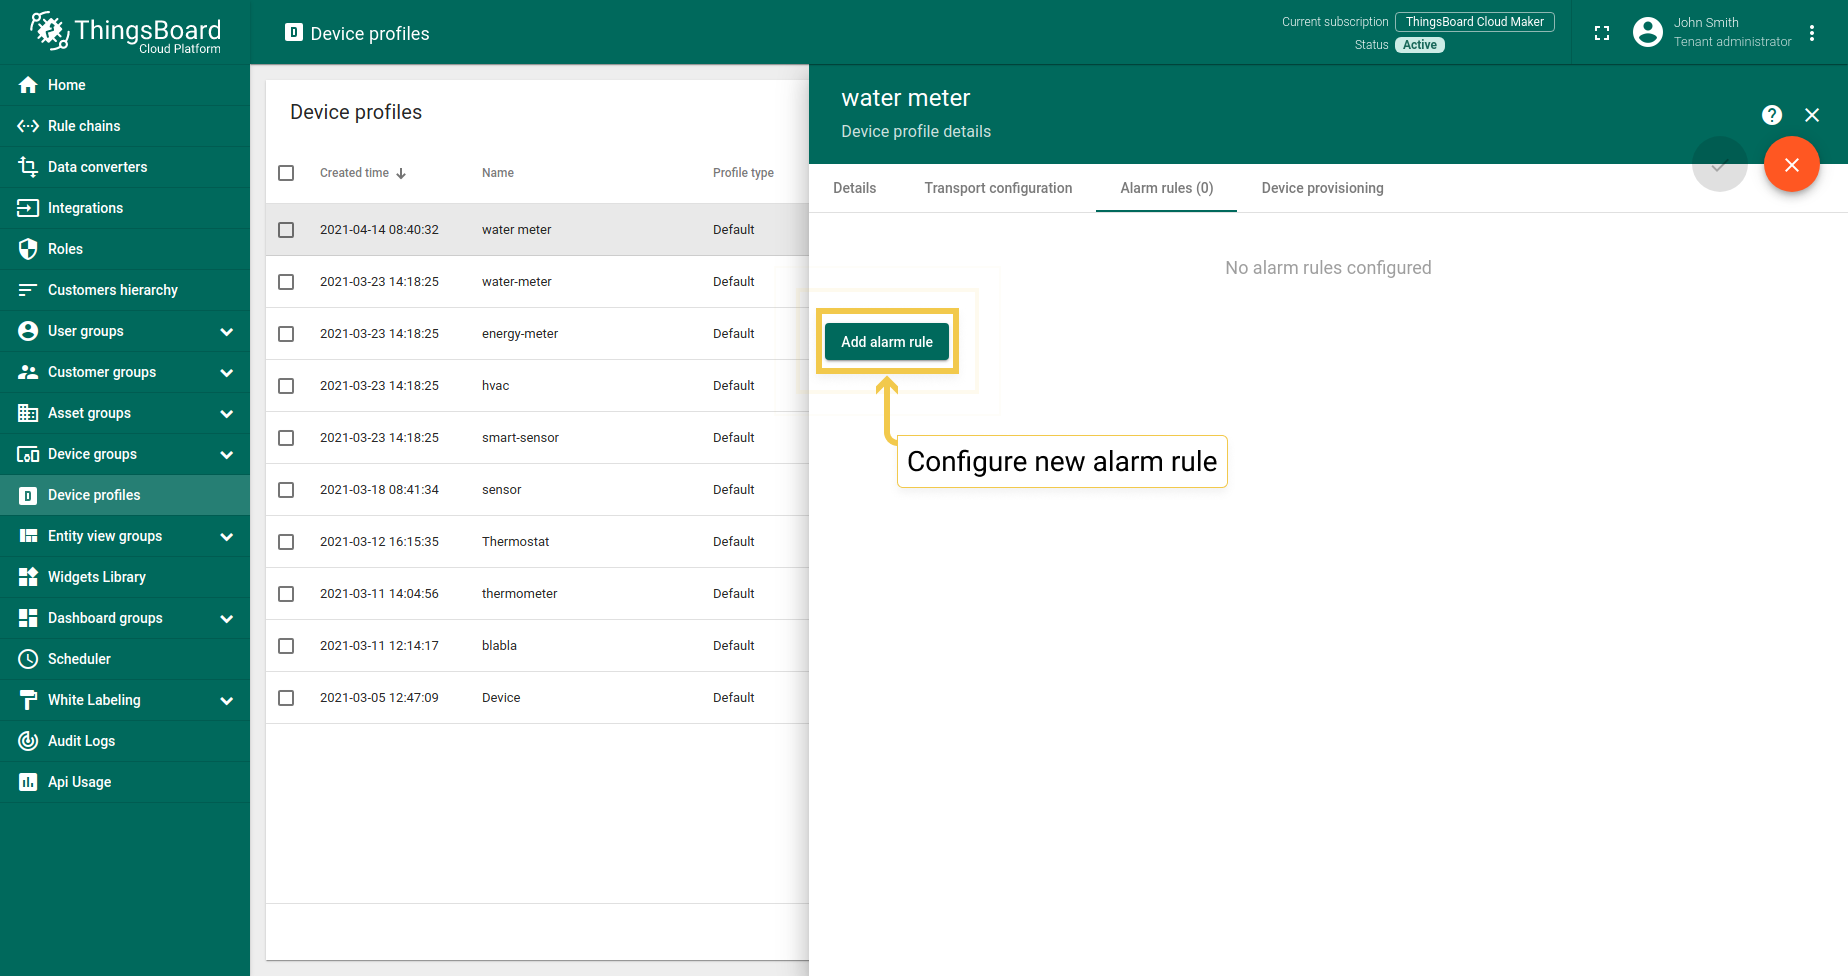 ThingsBoard
Cloud Platform
Device profiles
Current subscription ThingsBoard Cloud Maker
Status Active
John Smith
Tenant administrator
Home
Rule chains
Data converters
Integrations
Roles
Customers hierarchy
User groups
Customer groups
Asset groups
Device groups
Device profiles
Entity view groups
Widgets Library
Dashboard groups
Scheduler
White Labeling
Audit Logs
Api Usage
Device profiles
Created time Name Profile type
2021-04-14 08:40:32 water meter Default
2021-03-23 14:18:25 water-meter Default
2021-03-23 14:18:25 energy-meter Default
2021-03-23 14:18:25 hvac Default
2021-03-23 14:18:25 smart-sensor Default
2021-03-18 08:41:34 sensor Default
2021-03-12 16:15:35 Thermostat Default
2021-03-11 14:04:56 thermometer Default
2021-03-11 12:14:17 blabla Default
2021-03-05 12:47:09 Device Default
water meter
Device profile details
Details Transport configuration Alarm rules (0) Device provisioning
No alarm rules configured
Add alarm rule
Configure new alarm rule